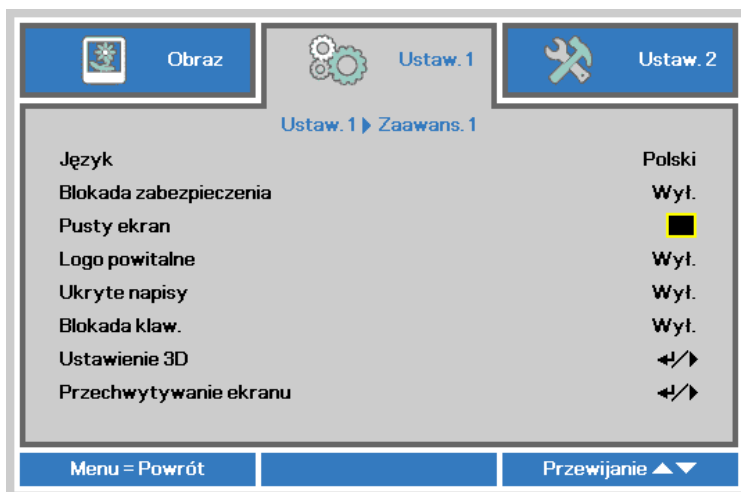 Obraz Ustaw. 1 Ustaw. 2
Ustaw. 1 Zaawans. 1
Język Polski
Blokada zabezpieczenia Wył.
Pusty ekran
Logo powitalne Wył.
Ukryte napisy Wył.
Blokada klaw. Wył.
Ustawienie 3D ↵/▶
Przechwytywanie ekranu ↵/▶
Menu = Powrót Przewijanie ▲▼